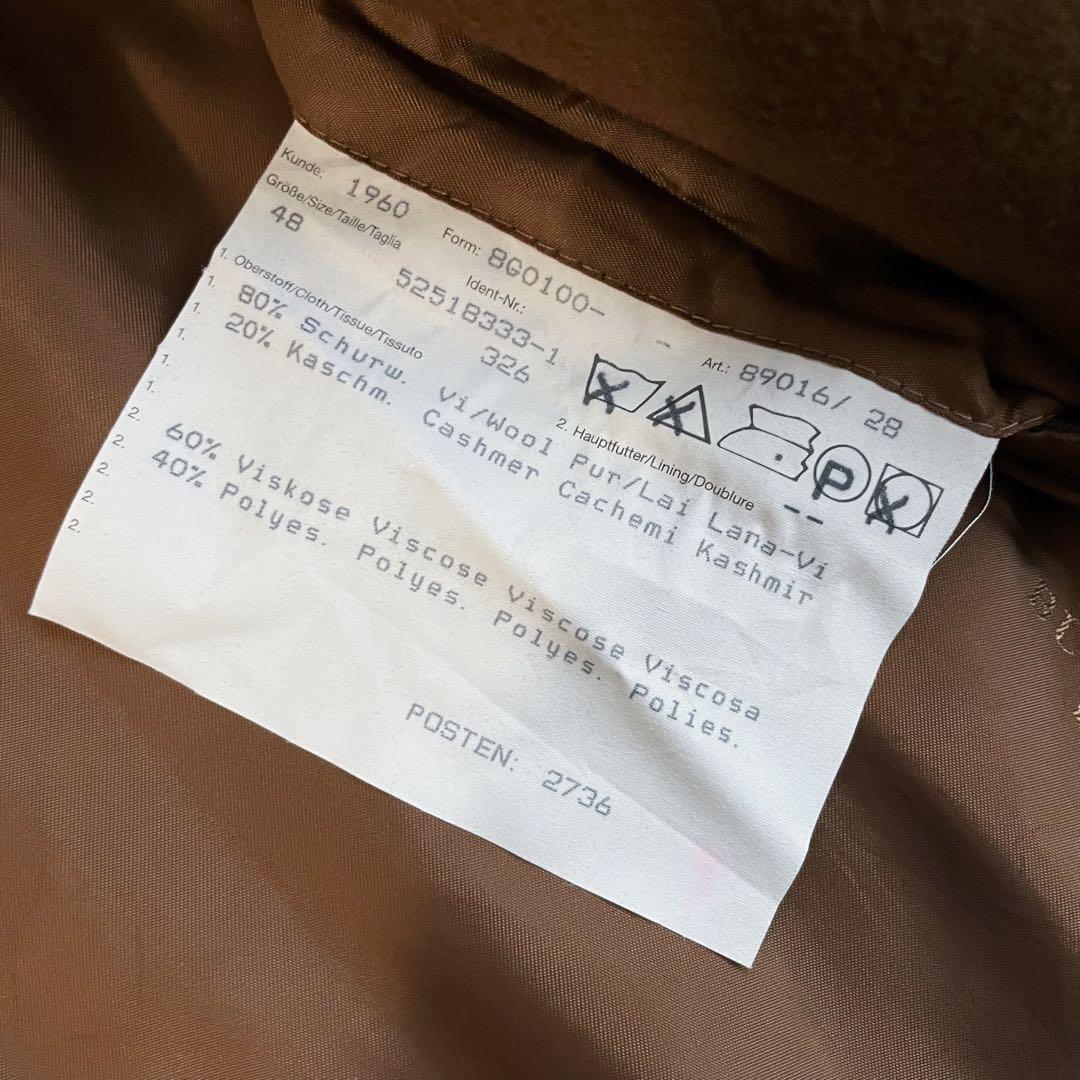 Kunde: 1960 Form: 8G0100- - Art.: 89016/ 28
Größe/Size/Taille/Taglia Ident-Nr.:
48 52518333-1
326
1. Oberstoff/Cloth/Tissue/Tissuto 2. Hauptfutter/Lining/Doublure --
1. 80% Schurw. Vi/Wool Pur/Lai Lana-Vi
1. 20% Kaschm. Cashmer Cachemi Kashmir
1.
1.
1.
2. 60% Viskose Viscose Viscose Viscosa
2. 40% Polyes. Polyes. Polyes. Polies.
2.
2.
2.
POSTEN: 2736
P